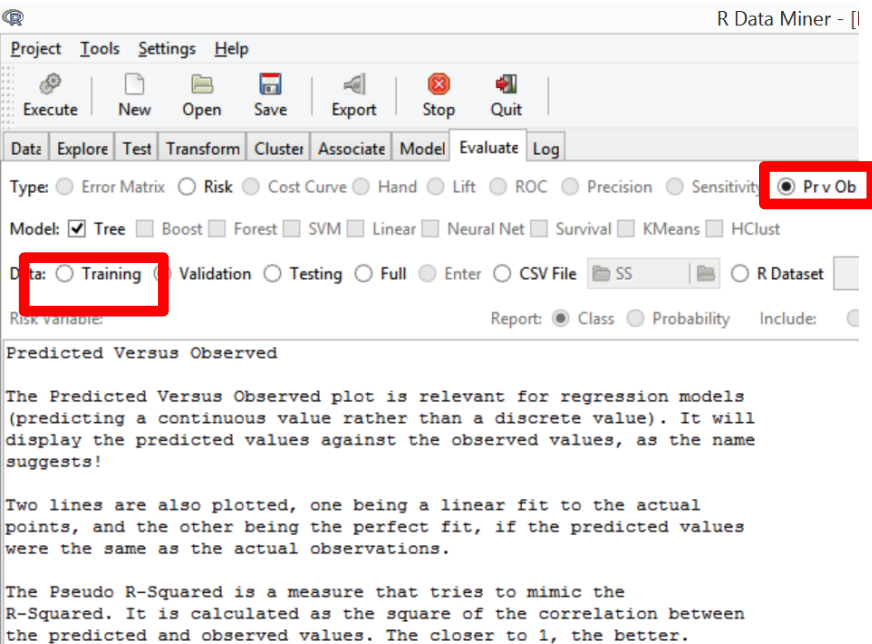 R Data Miner - [
Project Tools Settings Help
Execute New Open Save Export Stop Quit
Data Explore Test Transform Cluster Associate Model Evaluate Log
Type: Error Matrix Risk Cost Curve Hand Lift ROC Precision Sensitivity Pr v Ob
Model: Tree Boost Forest SVM Linear Neural Net Survival KMeans HClust
Data: Training Validation Testing Full Enter CSV File SS R Dataset
Risk Variable: Report: Class Probability Include:
Predicted Versus Observed
The Predicted Versus Observed plot is relevant for regression models
(predicting a continuous value rather than a discrete value). It will
display the predicted values against the observed values, as the name
suggests!
Two lines are also plotted, one being a linear fit to the actual
points, and the other being the perfect fit, if the predicted values
were the same as the actual observations.
The Pseudo R-Squared is a measure that tries to mimic the
R-Squared. It is calculated as the square of the correlation between
the predicted and observed values. The closer to 1, the better.